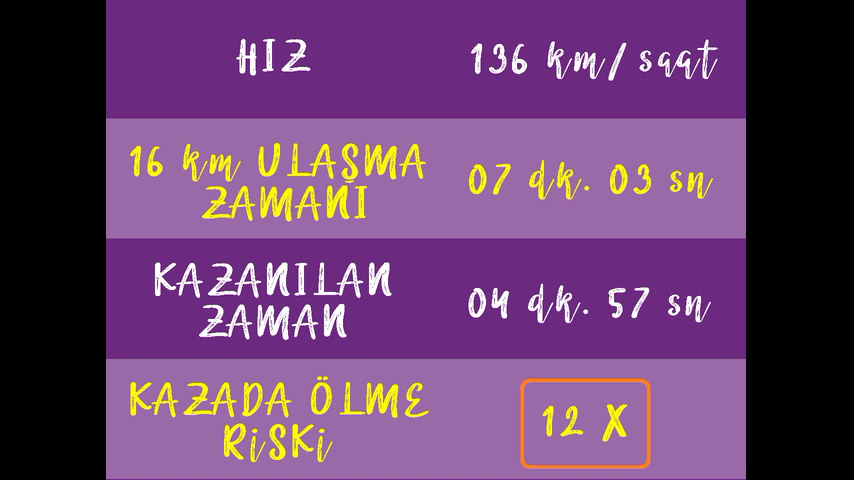 HIZ
136 km/saat
16 km ULAŞMA
ZAMANI
07 dk. 03 sn
KAZANILAN
ZAMAN
04 dk. 57 sn
KAZADA ÖLME
RiSKi
12 X